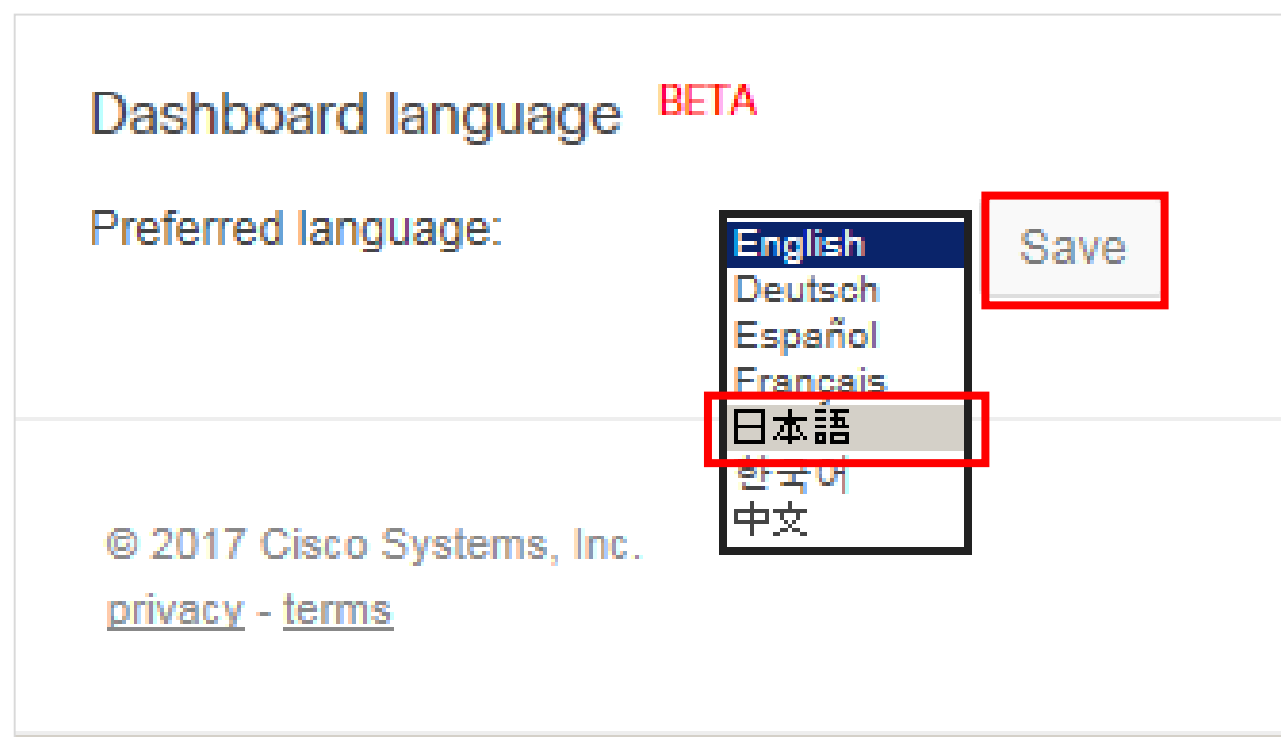 Dashboard language BETA
Preferred language:
English
Save
Deutsch
Español
Français
日本語
한국어
中文
© 2017 Cisco Systems, Inc.
privacy - terms